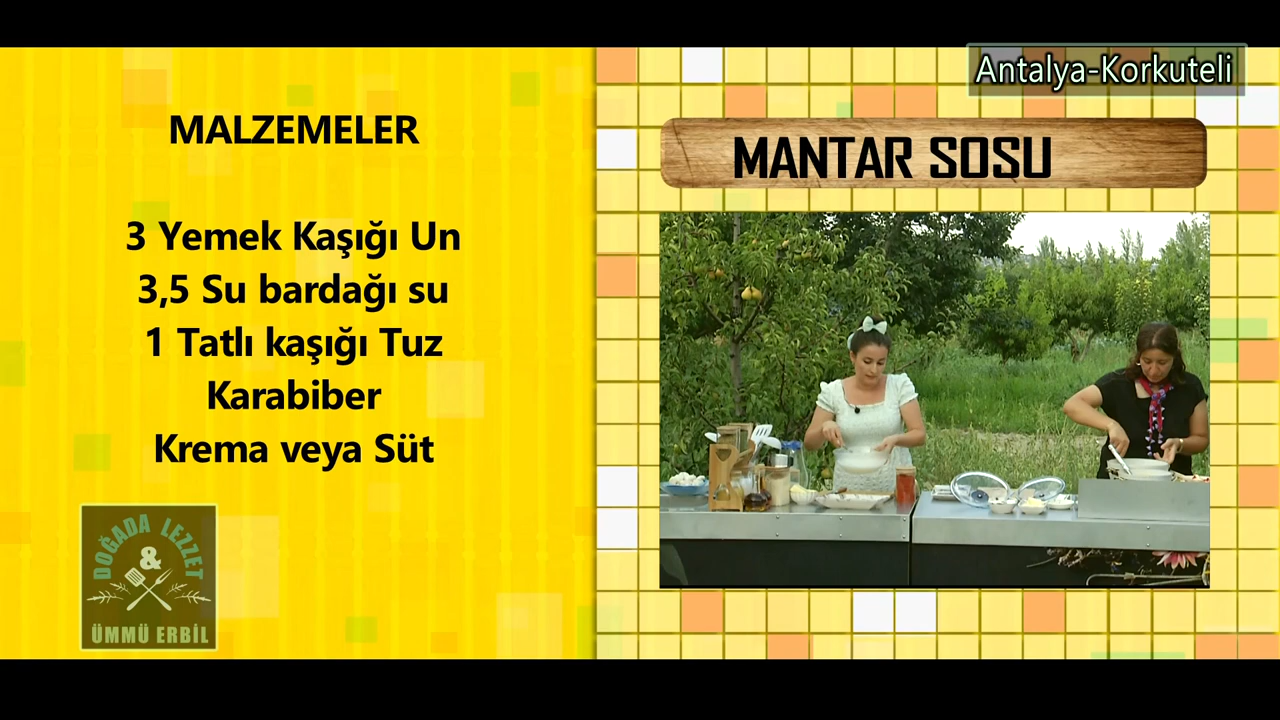 Antalya-Korkuteli
MALZEMELER
3 Yemek Kaşığı Un
3,5 Su bardağı su
1 Tatlı kaşığı Tuz
Karabiber
Krema veya Süt
MANTAR SOSU
DOĞADA LEZZET
&
ÜMMÜ ERBİL